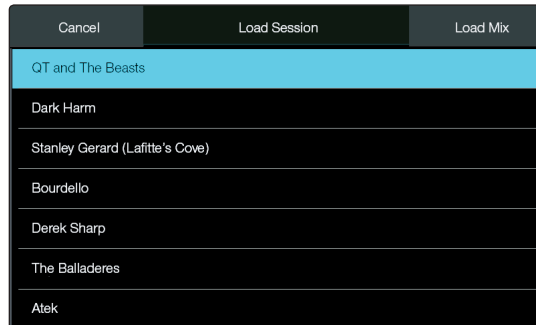 Cancel Load Session Load Mix
QT and The Beasts
Dark Harm
Stanley Gerard (Lafitte's Cove)
Bourdello
Derek Sharp
The Balladeres
Atek